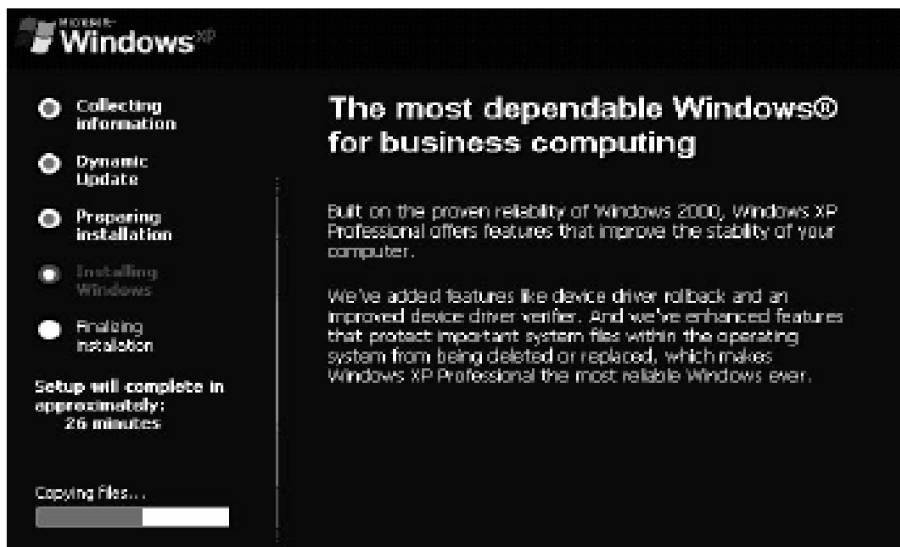 Microsoft
Windows XP
Collecting
information
Dynamic
Update
Preparing
installation
Installing
Windows
Finalizing
installation
Setup will complete in
approximately:
26 minutes
Copying files...
The most dependable Windows®
for business computing
Built on the proven reliability of Windows 2000, Windows XP
Professional offers features that improve the stability of your
computer.
We've added features like device driver rollback and an
improved device driver verifier. And we've enhanced features
that protect important system files within the operating
system from being deleted or replaced, which makes
Windows XP Professional the most reliable Windows ever.